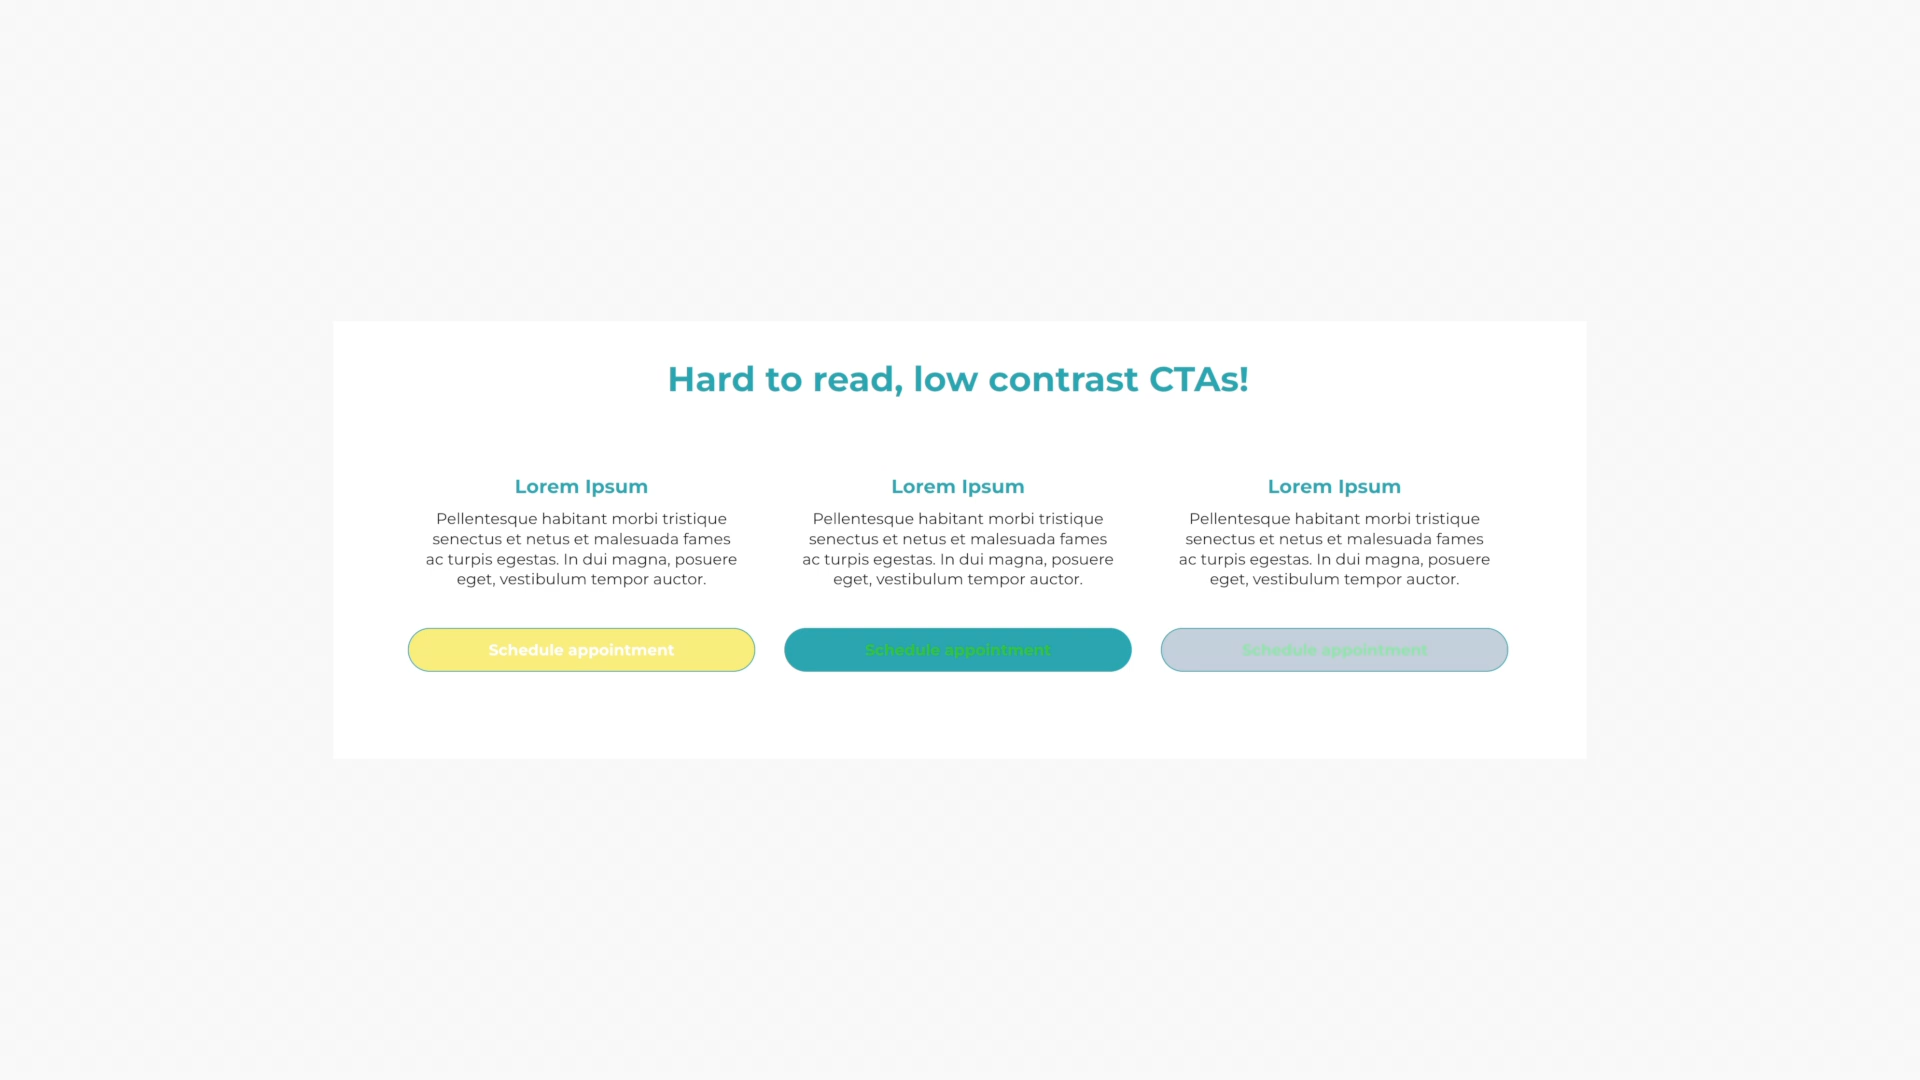 Hard to read, low contrast CTAs!
Lorem Ipsum
Pellentesque habitant morbi tristique
senectus et netus et malesuada fames
ac turpis egestas. In dui magna, posuere
eget, vestibulum tempor auctor.
Schedule appointment
Lorem Ipsum
Pellentesque habitant morbi tristique
senectus et netus et malesuada fames
ac turpis egestas. In dui magna, posuere
eget, vestibulum tempor auctor.
Schedule appointment
Lorem Ipsum
Pellentesque habitant morbi tristique
senectus et netus et malesuada fames
ac turpis egestas. In dui magna, posuere
eget, vestibulum tempor auctor.
Schedule appointment